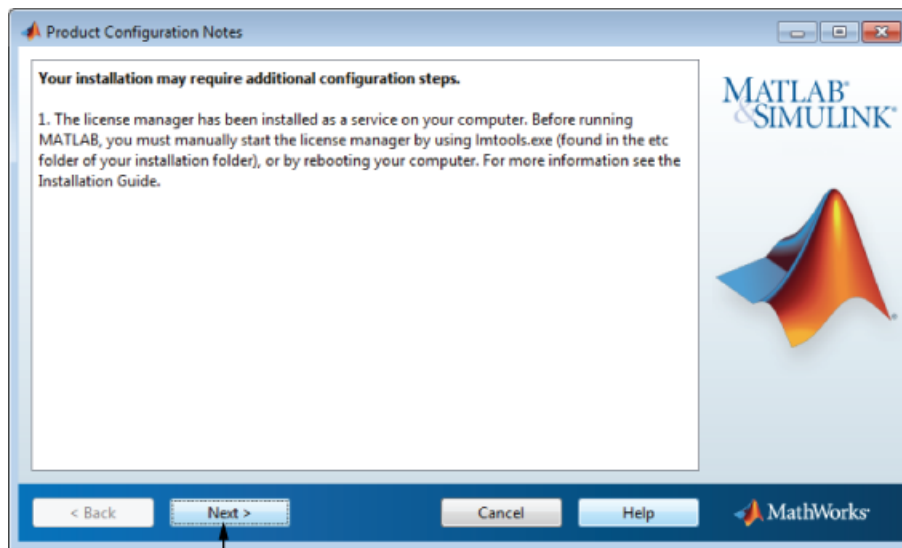 Product Configuration Notes
Your installation may require additional configuration steps.
1. The license manager has been installed as a service on your computer. Before running
MATLAB, you must manually start the license manager by using lmtools.exe (found in the etc
folder of your installation folder), or by rebooting your computer. For more information see the
Installation Guide.
MATLAB®
&SIMULINK®
< Back
Next >
Cancel
Help
MathWorks®